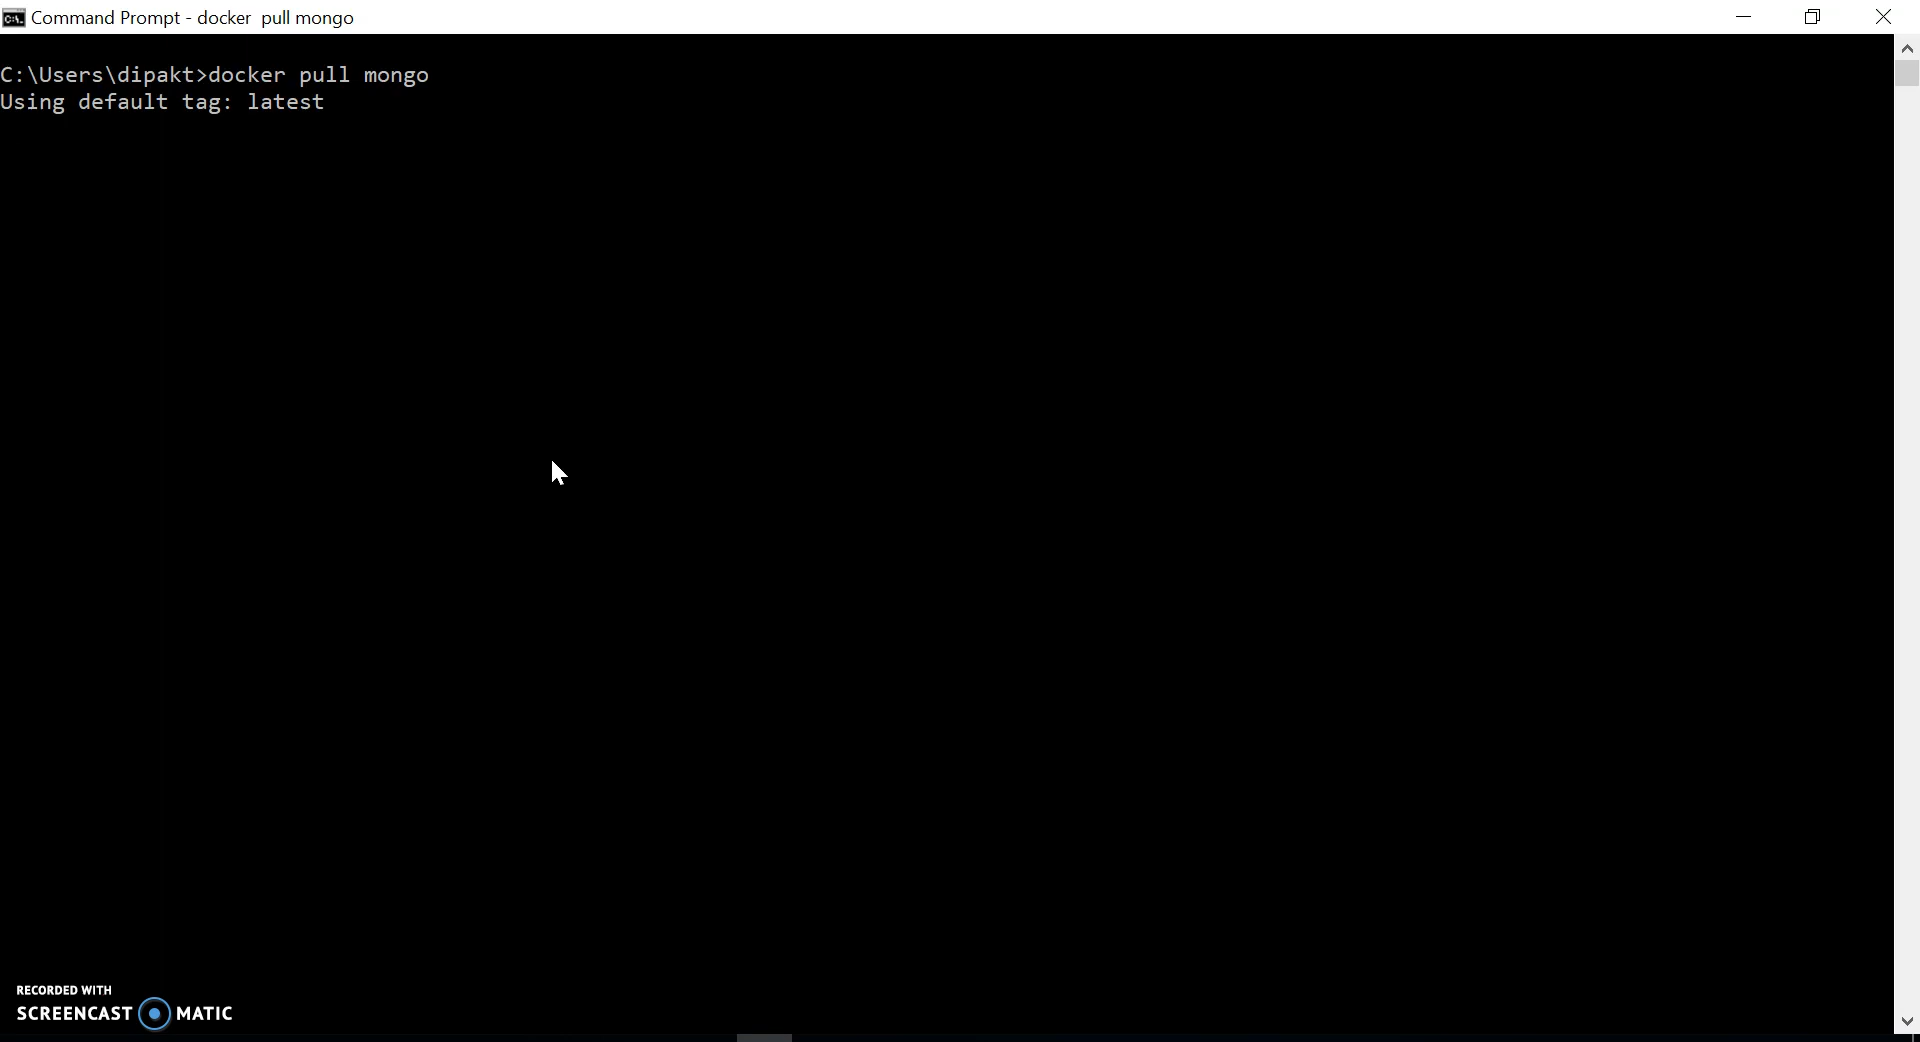 Command Prompt - docker  pull mongo
C:\Users\dipakt>docker pull mongo
Using default tag: latest
RECORDED WITH
SCREENCAST MATIC